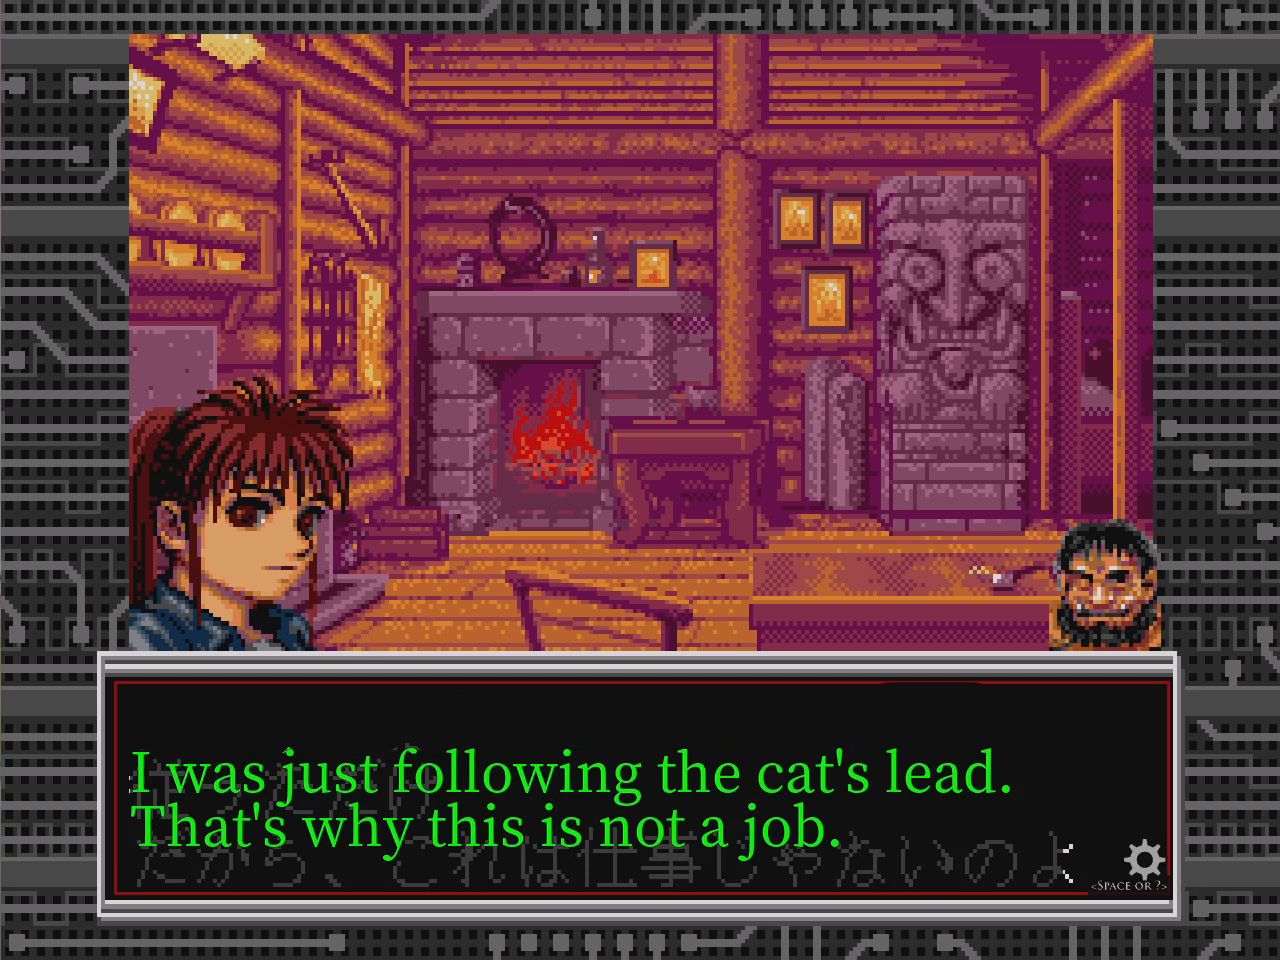 I was just following the cat's lead.
That's why this is not a job.
だから、これは仕事じゃないのよ
<SPACE OR ?>